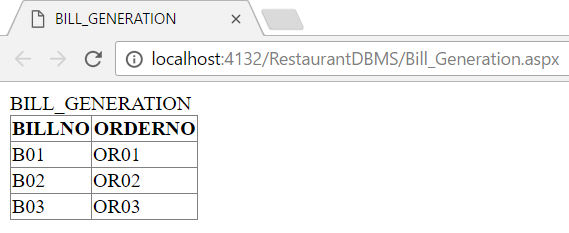 BILL_GENERATION
localhost:4132/RestaurantDBMS/Bill_Generation.aspx
BILL_GENERATION
BILLNO ORDERNO
B01 OR01
B02 OR02
B03 OR03